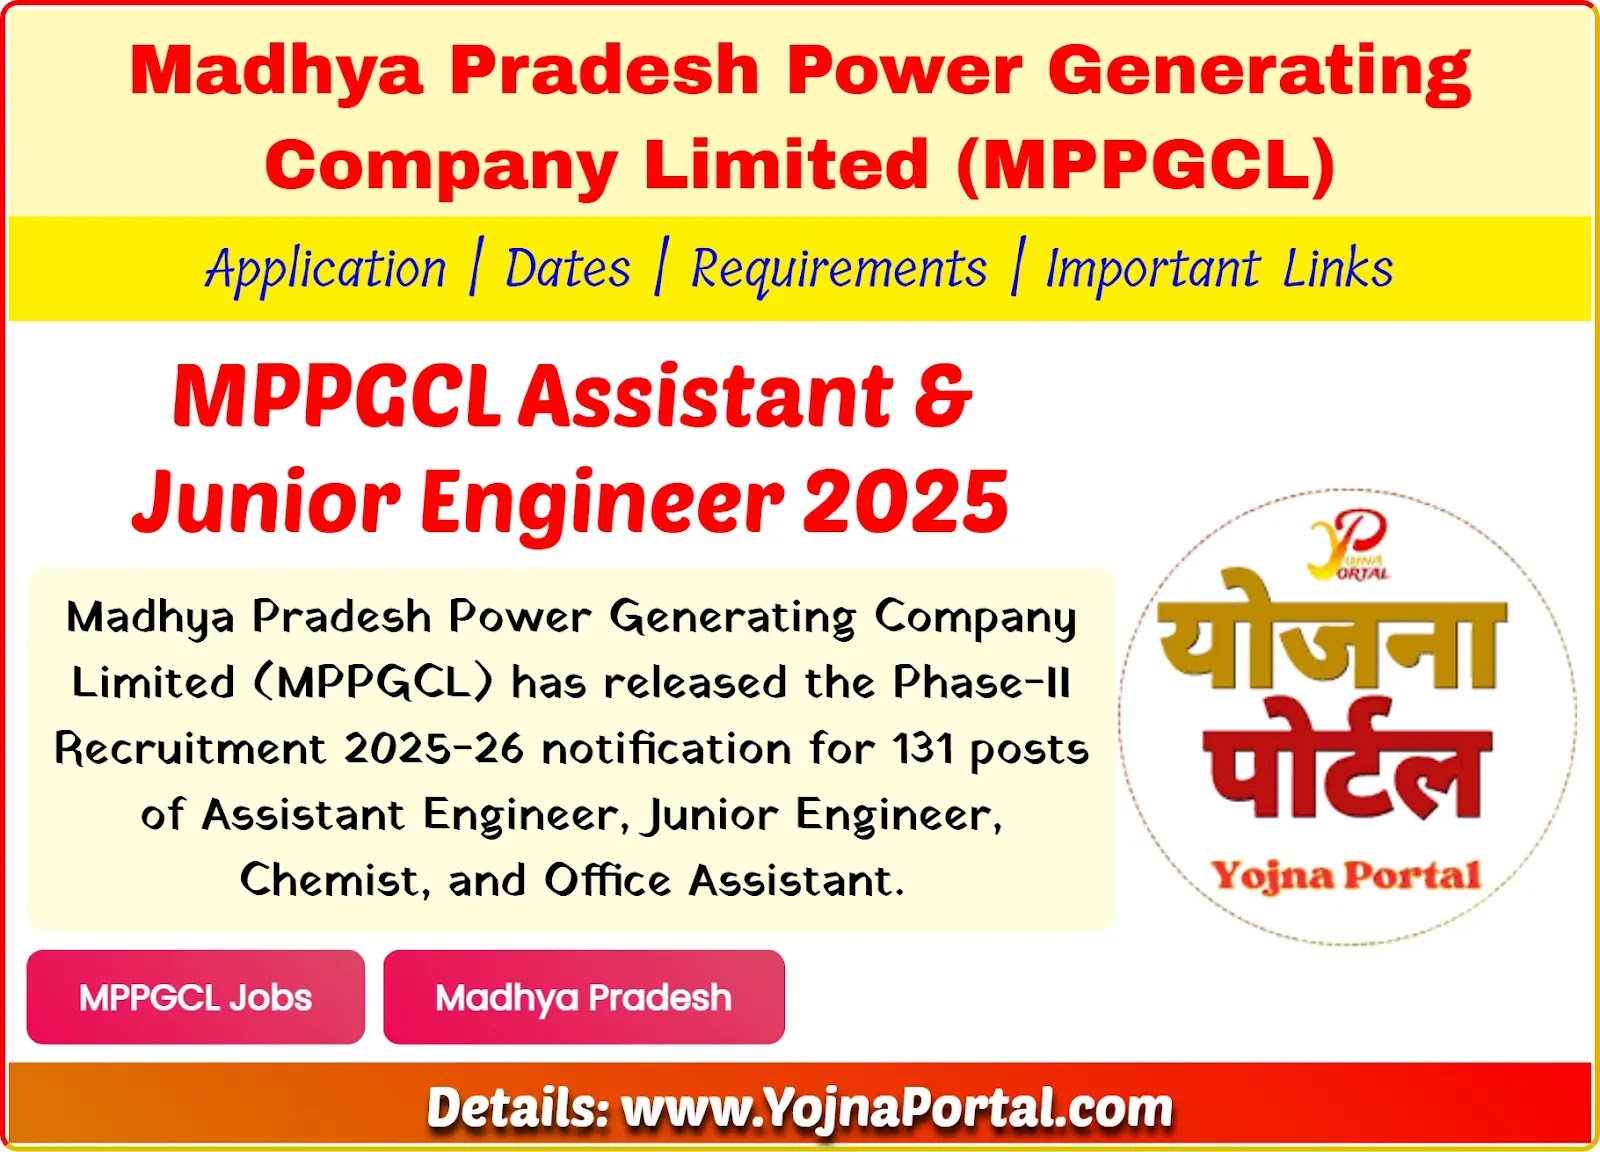 Madhya Pradesh Power Generating
Company Limited (MPPGCL)
Application | Dates | Requirements | Important Links
MPPGCL Assistant &
Junior Engineer 2025
Madhya Pradesh Power Generating Company
Limited (MPPGCL) has released the Phase-II
Recruitment 2025-26 notification for 131 posts
of Assistant Engineer, Junior Engineer,
Chemist, and Office Assistant.
YP
YOJNA
PORTAL
योजना
पोर्टल
Yojna Portal
MPPGCL Jobs
Madhya Pradesh
Details: www.YojnaPortal.com